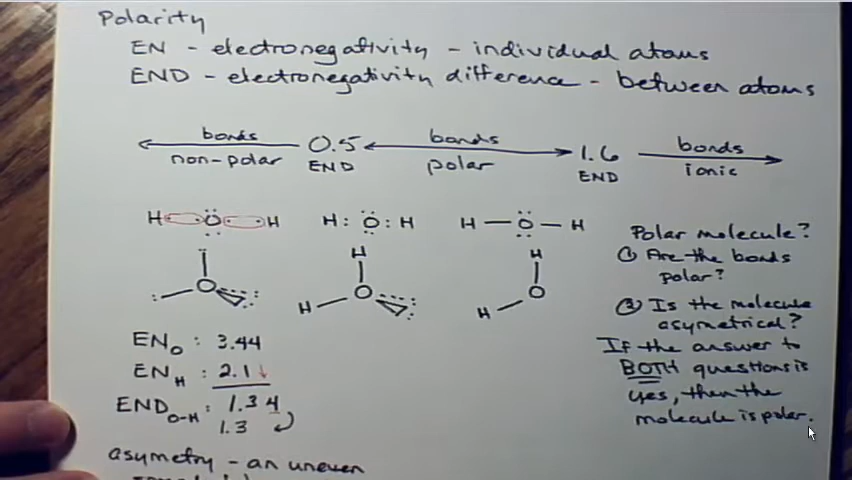 Polarity
EN - electronegativity - individual atoms
END - electronegativity difference - between atoms
bonds 0.5 bonds 1.6 bonds
non-polar END polar END ionic
H O H H : O : H H — O — H
H H
O O O
H H
EN O : 3.44
EN H : 2.1 ↓
END O-H : 1.34
1.3
asymetry - an uneven
Polar molecule?
① Are the bonds
polar?
② Is the molecule
asymetrical?
If the answer to
BOTH questions is
yes, then the
molecule is polar.